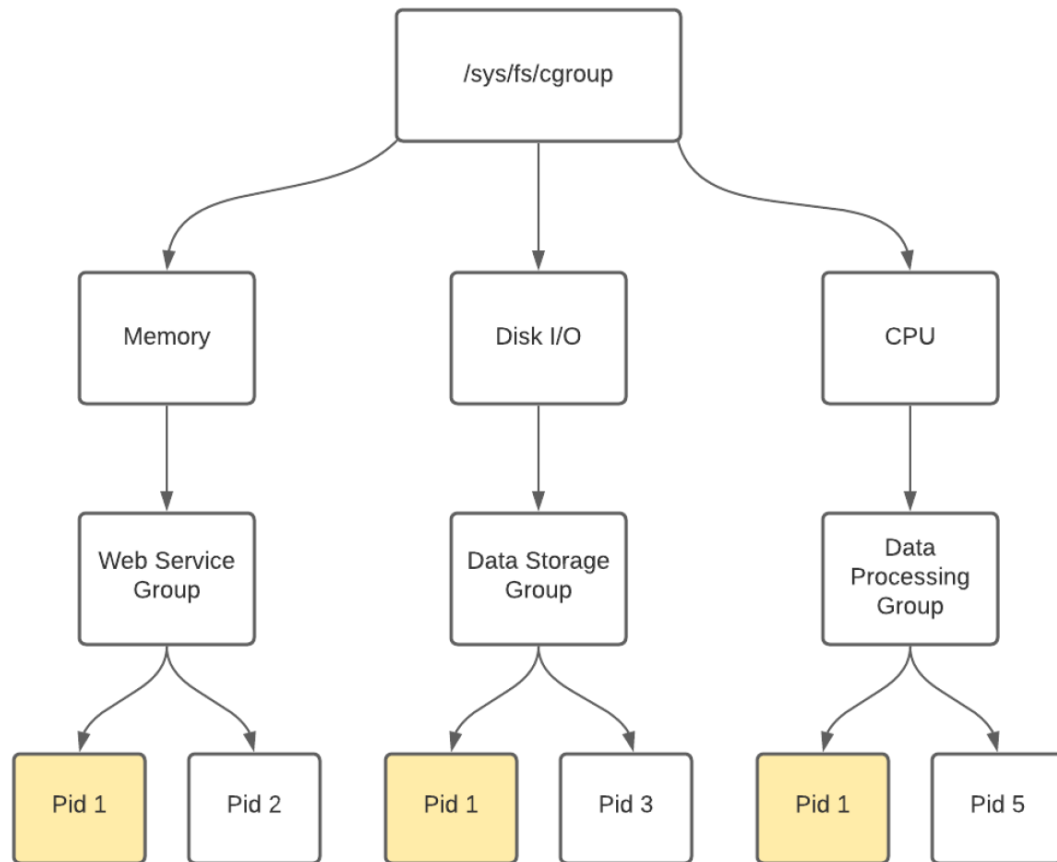 /sys/fs/cgroup
Memory
Disk I/O
CPU
Web Service
Group
Data Storage
Group
Data
Processing
Group
Pid 1
Pid 2
Pid 1
Pid 3
Pid 1
Pid 5